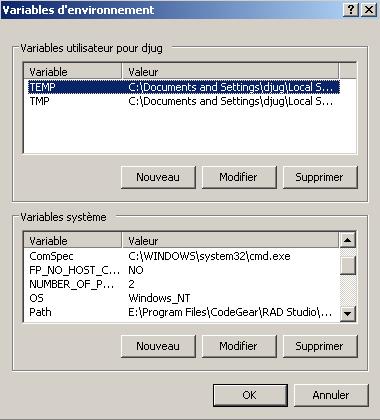 Variables d'environnement
Variables utilisateur pour djug
Variable Valeur
TEMP C:\Documents and Settings\djug\Local S...
TMP C:\Documents and Settings\djug\Local S...
Nouveau Modifier Supprimer
Variables système
Variable Valeur
ComSpec C:\WINDOWS\system32\cmd.exe
FP_NO_HOST_C... NO
NUMBER_OF_P... 2
OS Windows_NT
Path E:\Program Files\CodeGear\RAD Studio\...
Nouveau Modifier Supprimer
OK Annuler